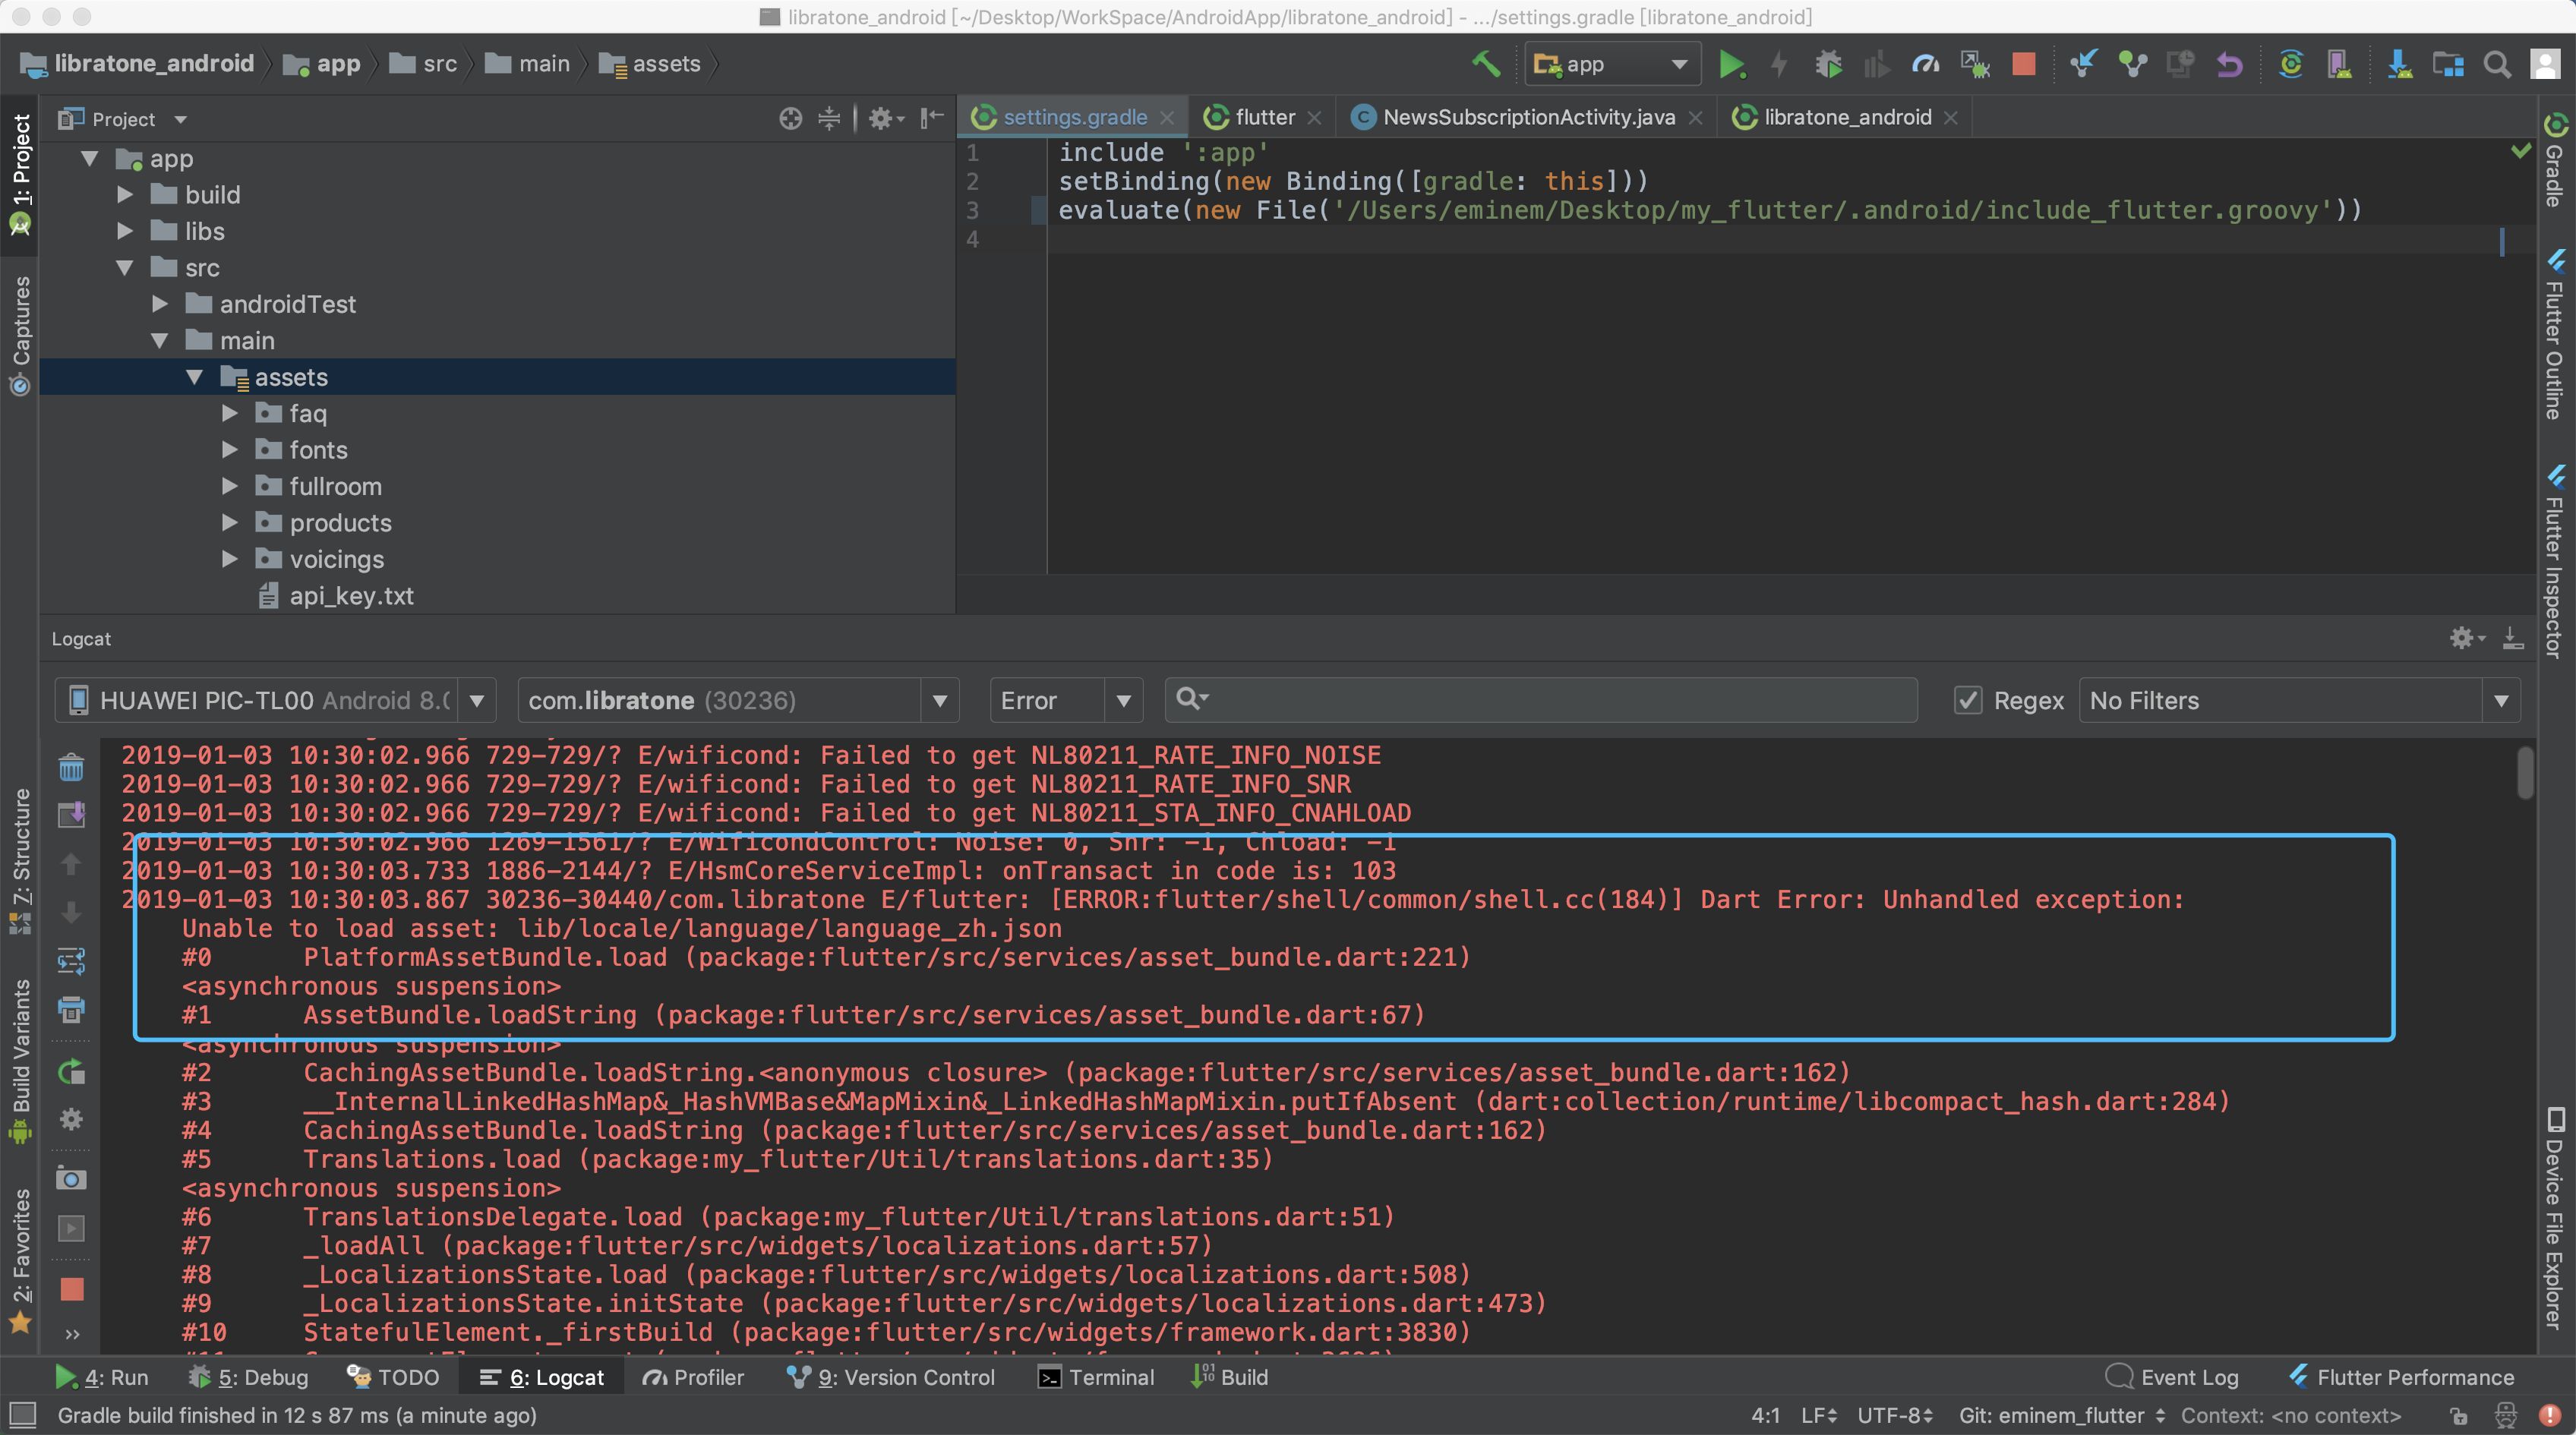 libratone_android [~/Desktop/WorkSpace/AndroidApp/libratone_android] - .../settings.gradle [libratone_android]
libratone_android app src main assets
app
Project
settings.gradle
flutter
NewsSubscriptionActivity.java
libratone_android
1: Project
Captures
7: Structure
Build Variants
2: Favorites
app
build
libs
src
androidTest
main
assets
faq
fonts
fullroom
products
voicings
api_key.txt
1 include ':app'
2 setBinding(new Binding([gradle: this]))
3 evaluate(new File('/Users/eminem/Desktop/my_flutter/.android/include_flutter.groovy'))
4
Gradle
Flutter Outline
Flutter Inspector
Device File Explorer
Logcat
HUAWEI PIC-TL00 Android 8.0
com.libratone (30236)
Error
Regex
No Filters
2019-01-03 10:30:02.966 729-729/? E/wificond: Failed to get NL80211_RATE_INFO_NOISE
2019-01-03 10:30:02.966 729-729/? E/wificond: Failed to get NL80211_RATE_INFO_SNR
2019-01-03 10:30:02.966 729-729/? E/wificond: Failed to get NL80211_STA_INFO_CNAHLOAD
2019-01-03 10:30:02.966 1269-1561/? E/WificondControl: Noise: 0, Snr: -1, Chload: -1
2019-01-03 10:30:03.733 1886-2144/? E/HsmCoreServiceImpl: onTransact in code is: 103
2019-01-03 10:30:03.867 30236-30440/com.libratone E/flutter: [ERROR:flutter/shell/common/shell.cc(184)] Dart Error: Unhandled exception:
Unable to load asset: lib/locale/language/language_zh.json
#0 PlatformAssetBundle.load (package:flutter/src/services/asset_bundle.dart:221)
<asynchronous suspension>
#1 AssetBundle.loadString (package:flutter/src/services/asset_bundle.dart:67)
<asynchronous suspension>
#2 CachingAssetBundle.loadString.<anonymous closure> (package:flutter/src/services/asset_bundle.dart:162)
#3 __InternalLinkedHashMap&_HashVMBase&MapMixin&_LinkedHashMapMixin.putIfAbsent (dart:collection/runtime/libcompact_hash.dart:284)
#4 CachingAssetBundle.loadString (package:flutter/src/services/asset_bundle.dart:162)
#5 Translations.load (package:my_flutter/Util/translations.dart:35)
<asynchronous suspension>
#6 TranslationsDelegate.load (package:my_flutter/Util/translations.dart:51)
#7 _loadAll (package:flutter/src/widgets/localizations.dart:57)
#8 _LocalizationsState.load (package:flutter/src/widgets/localizations.dart:508)
#9 _LocalizationsState.initState (package:flutter/src/widgets/localizations.dart:473)
#10 StatefulElement._firstBuild (package:flutter/src/widgets/framework.dart:3830)
4: Run
5: Debug
TODO
6: Logcat
Profiler
9: Version Control
Terminal
Build
Event Log
Flutter Performance
Gradle build finished in 12 s 87 ms (a minute ago)
4:1 LF UTF-8 Git: eminem_flutter Context: <no context>